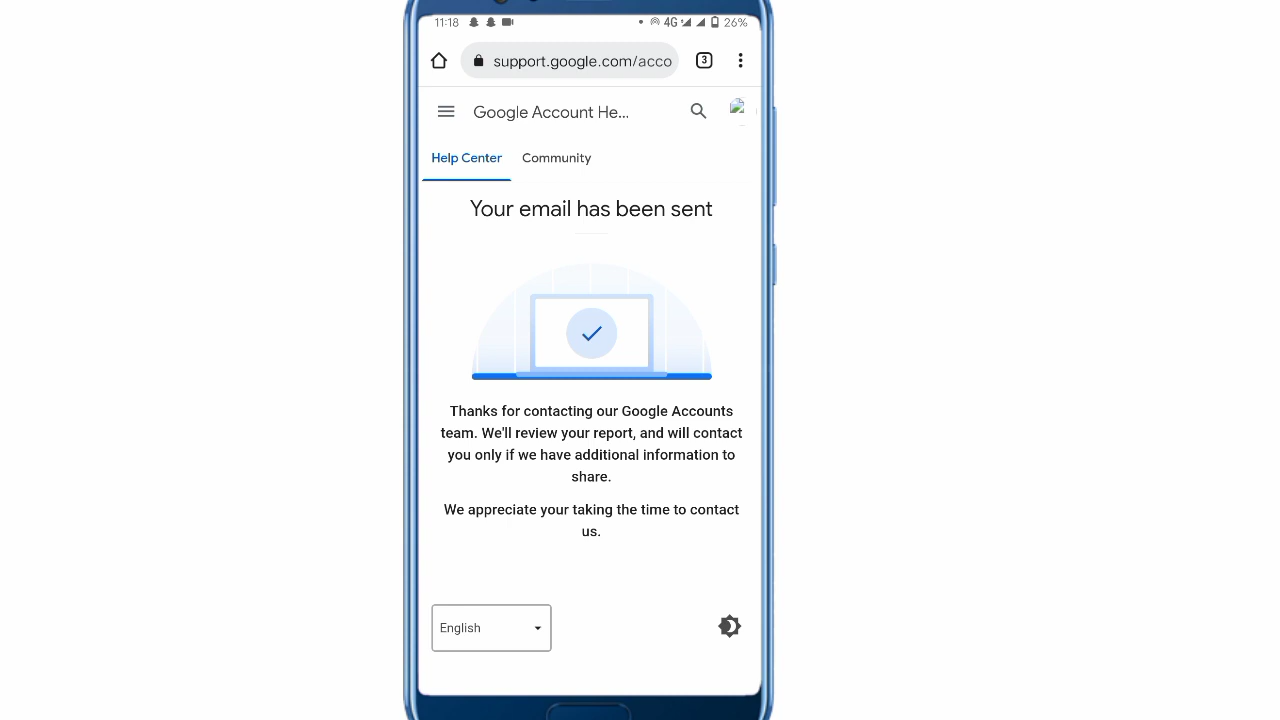 11:18 4G 26%
support.google.com/acco 3
Google Account He...
Help Center Community
Your email has been sent
Thanks for contacting our Google Accounts
team. We'll review your report, and will contact
you only if we have additional information to
share.
We appreciate your taking the time to contact
us.
English